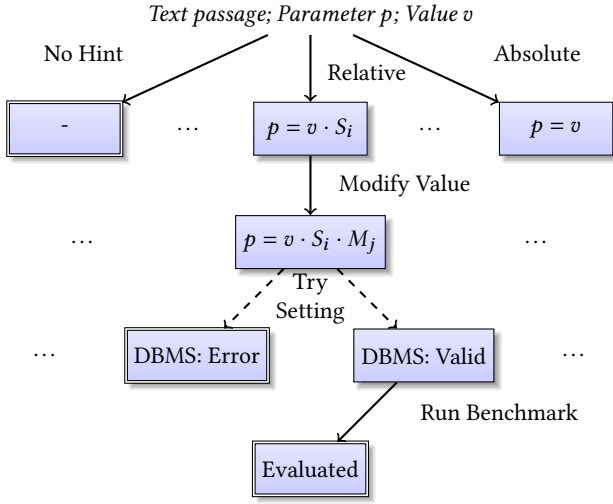 Text passage; Parameter p; Value v
No Hint
Relative
Absolute
-
...
p = v · S_i
...
p = v
Modify Value
...
p = v · S_i · M_j
...
Try
Setting
...
DBMS: Error
DBMS: Valid
...
Run Benchmark
Evaluated